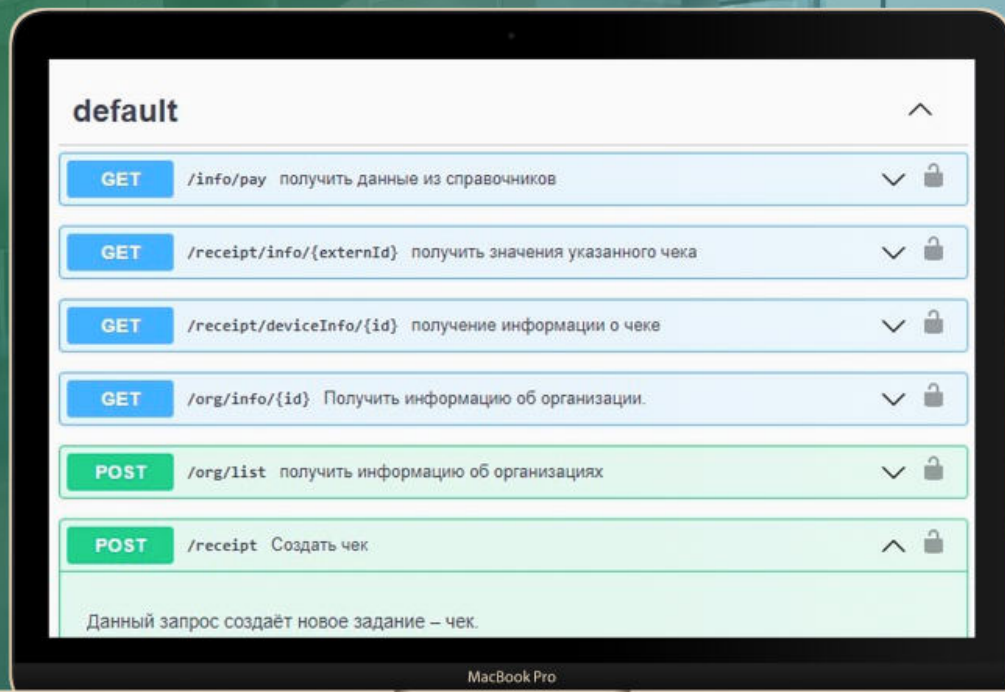 default
GET /info/pay получить данные из справочников
GET /receipt/info/{externId} получить значения указанного чека
GET /receipt/deviceInfo/{id} получение информации о чеке
GET /org/info/{id} Получить информацию об организации.
POST /org/list получить информацию об организациях
POST /receipt Создать чек
Данный запрос создаёт новое задание – чек.
MacBook Pro